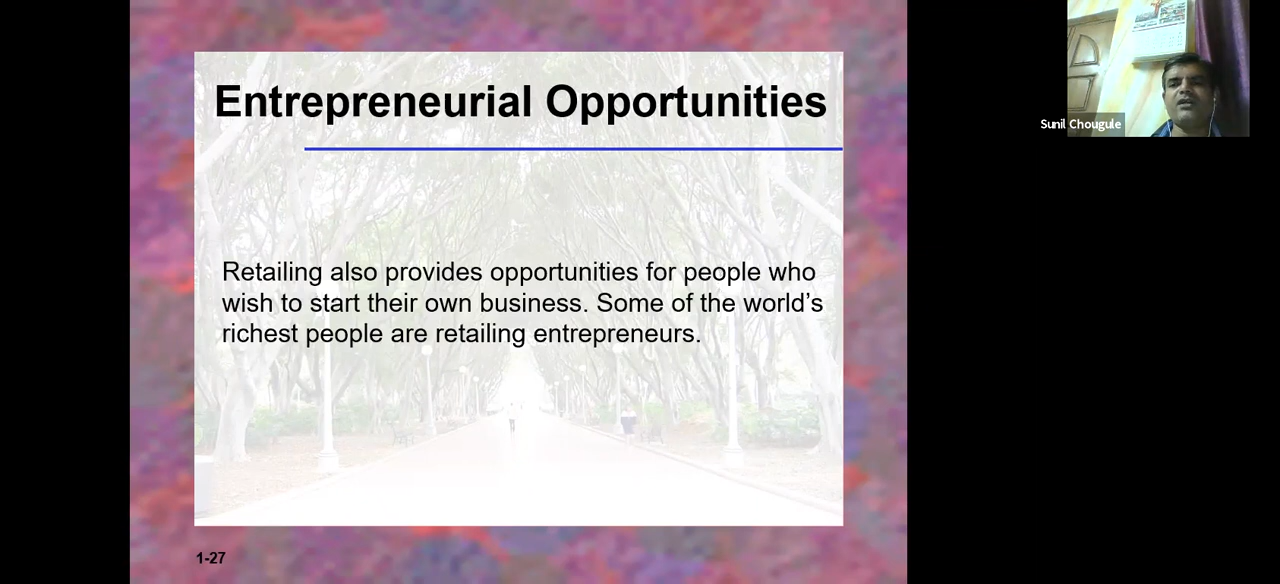 Entrepreneurial Opportunities
Retailing also provides opportunities for people who
wish to start their own business. Some of the world’s
richest people are retailing entrepreneurs.
1-27
Sunil Chougule